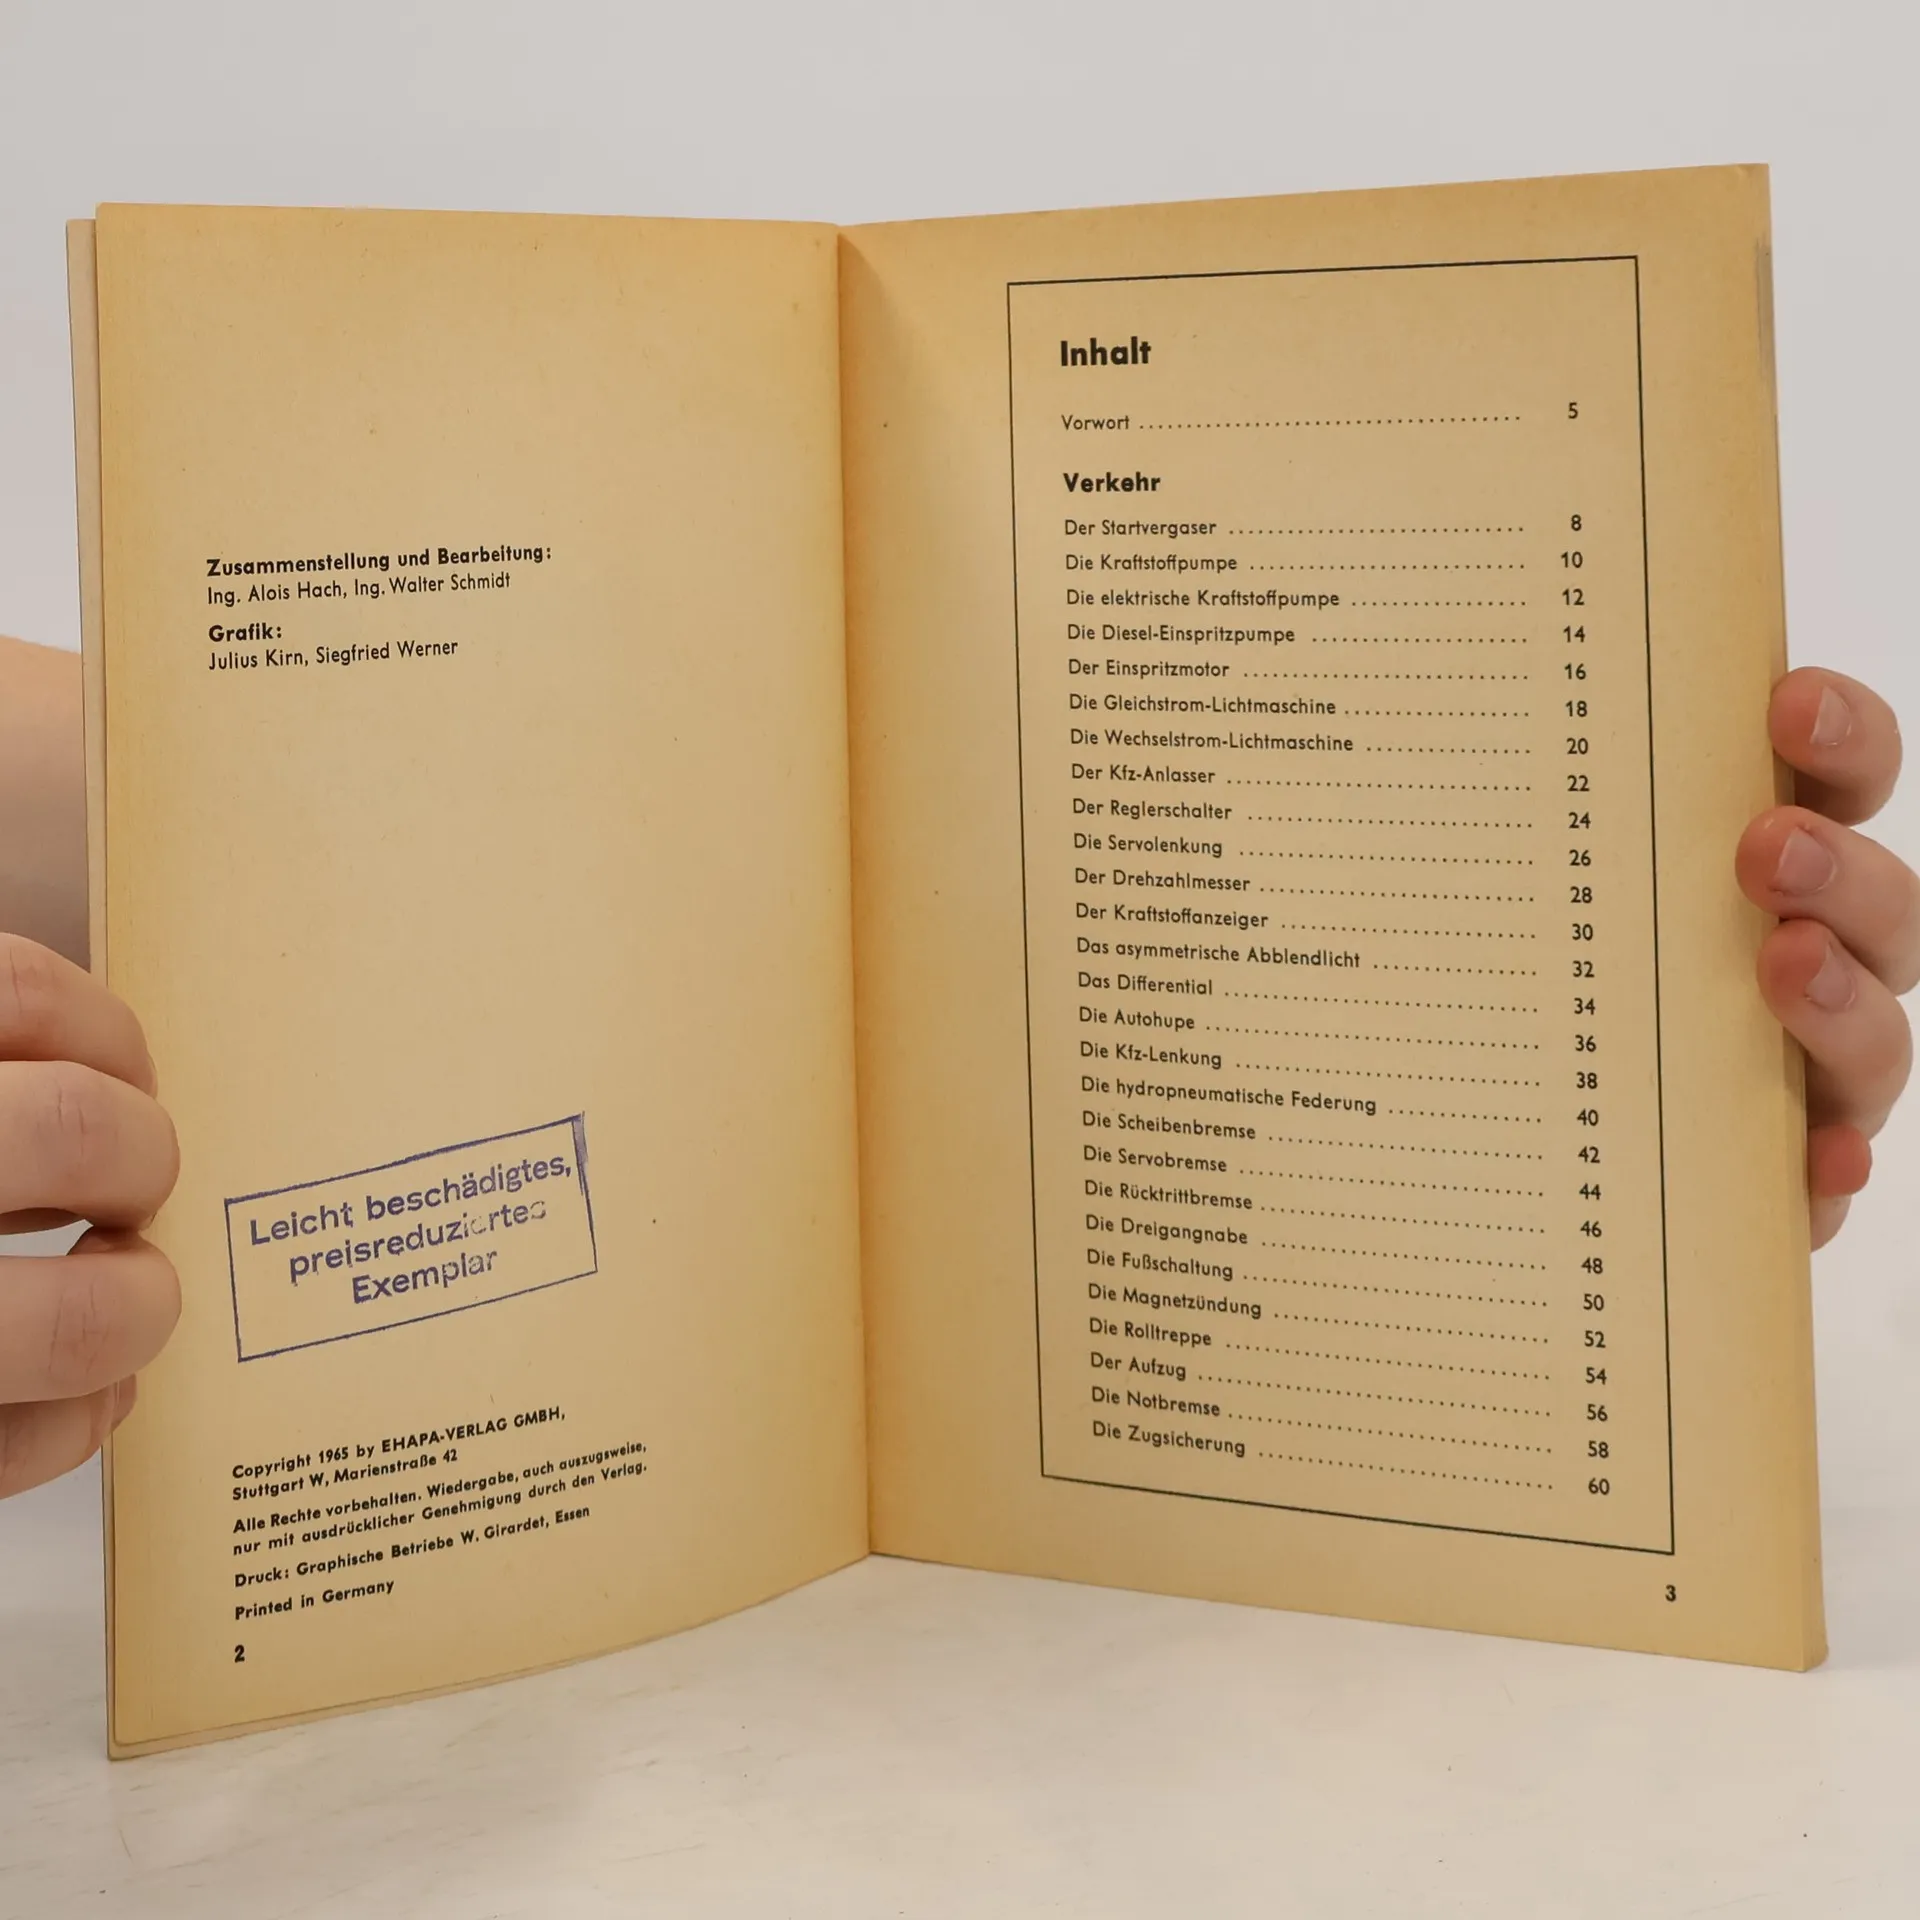 Zusammenstellung und Bearbeitung:
Ing. Alois Hach, Ing. Walter Schmidt
Grafik:
Julius Kirn, Siegfried Werner
Leicht beschädigtes,
preisreduziertes
Exemplar
Copyright 1965 by EHAPA-VERLAG GMBH,
Stuttgart W, Marienstraße 42
Alle Rechte vorbehalten. Wiedergabe, auch auszugsweise,
nur mit ausdrücklicher Genehmigung durch den Verlag.
Druck: Graphische Betriebe W. Girardet, Essen
Printed in Germany
2
Inhalt
Vorwort ........................................ 5
Verkehr
Der Startvergaser ........................................ 8
Die Kraftstoffpumpe ........................................ 10
Die elektrische Kraftstoffpumpe ........................................ 12
Die Diesel-Einspritzpumpe ........................................ 14
Der Einspritzmotor ........................................ 16
Die Gleichstrom-Lichtmaschine ........................................ 18
Die Wechselstrom-Lichtmaschine ........................................ 20
Der Kfz-Anlasser ........................................ 22
Der Reglerschalter ........................................ 24
Die Servolenkung ........................................ 26
Der Drehzahlmesser ........................................ 28
Der Kraftstoffanzeiger ........................................ 30
Das asymmetrische Abblendlicht ........................................ 32
Das Differential ........................................ 34
Die Autohupe ........................................ 36
Die Kfz-Lenkung ........................................ 38
Die hydropneumatische Federung ........................................ 40
Die Scheibenbremse ........................................ 42
Die Servobremse ........................................ 44
Die Rücktrittbremse ........................................ 46
Die Dreigangnabe ........................................ 48
Die Fußschaltung ........................................ 50
Die Magnetzündung ........................................ 52
Die Rolltreppe ........................................ 54
Der Aufzug ........................................ 56
Die Notbremse ........................................ 58
Die Zugsicherung ........................................ 60
3